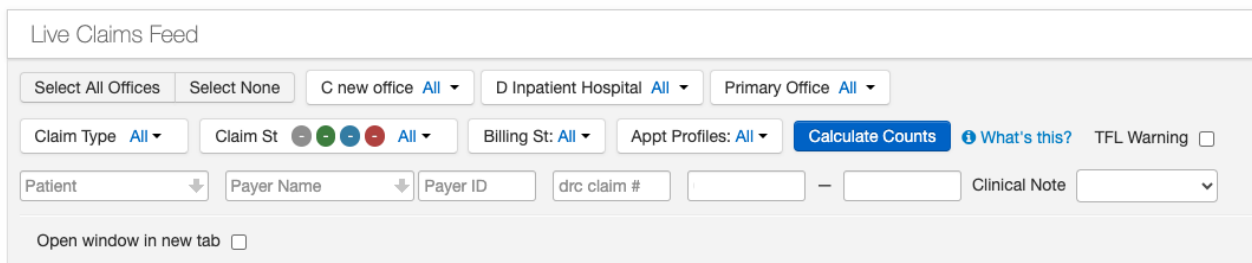 Live Claims Feed
Select All Offices Select None C new office All D Inpatient Hospital All Primary Office All
Claim Type All Claim St - - - - All Billing St: All Appt Profiles: All Calculate Counts What's this? TFL Warning
Patient Payer Name Payer ID drc claim # — Clinical Note
Open window in new tab